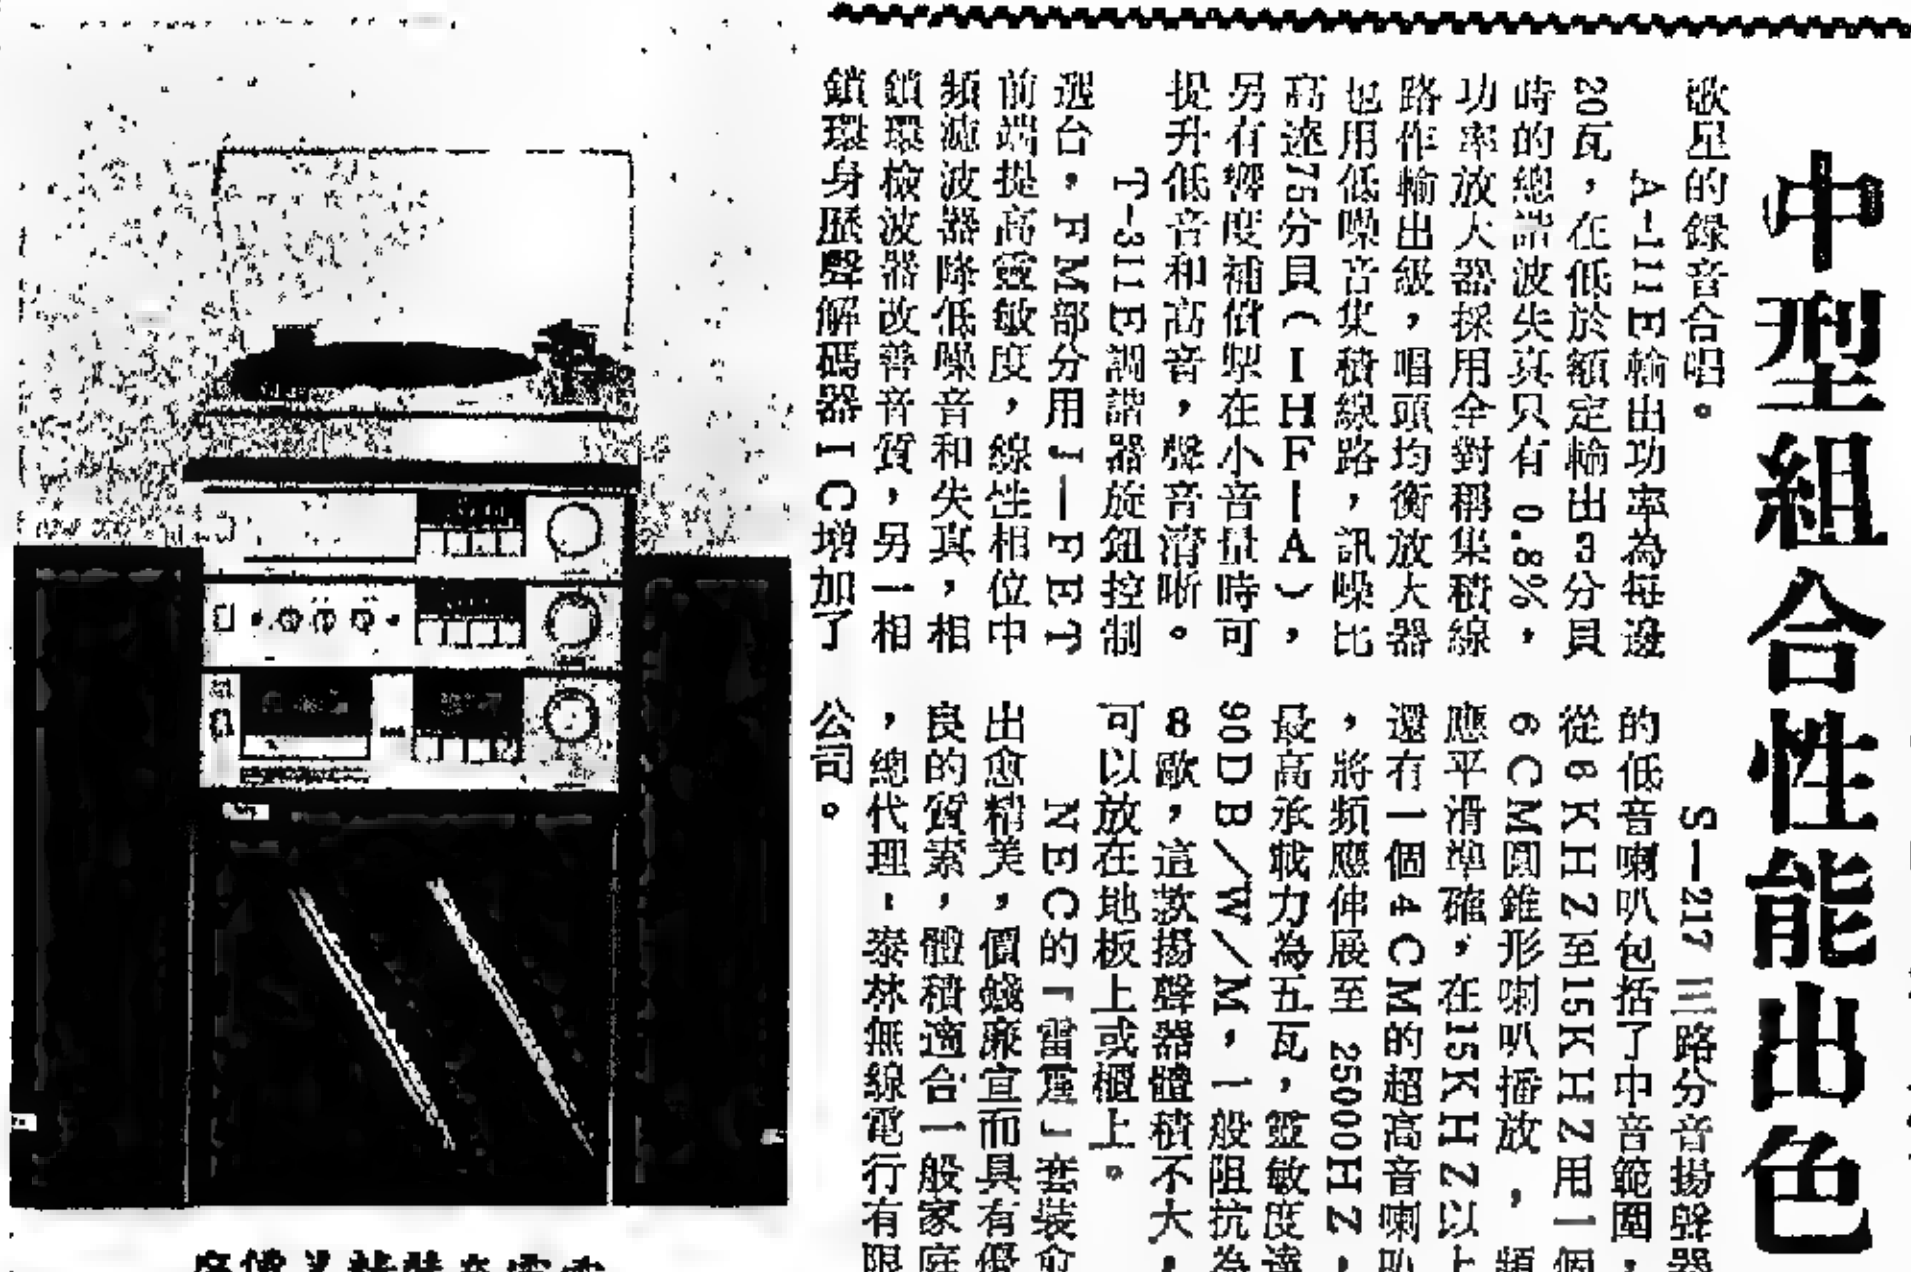 中型組合性能出色
歌星的錄音合唱。
A-111E輸出功率為每邊
20瓦，在低於額定輸出3分貝
時的總諧波失真只有 0.8%，
功率放大器採用全對稱集積線
路作輸出級，唱頭均衡放大器
也用低噪音集積線路，訊噪比
高達75分貝(IHF—A)，
另有響度補償掣在小音量時可
提升低音和高音，聲音清晰。
T-311E調諧器旋鈕控制
選台，FM部分用J—FET
前端提高靈敏度，線性相位中
頻濾波器降低噪音和失真，相
鎖環檢波器改善音質，另一相
鎖環身歷聲解碼器IC增加了
S—217三路分音揚聲器
的低音喇叭包括了中音範圍，
從6KHZ至15KHZ用一個
6CM圓錐形喇叭播放，頻
應平滑準確，在15KHZ以上
還有一個4CM的超高音喇叭
，將頻應伸展至 25000HZ，
最高承載力為五瓦，靈敏度達
90DB/W/M，一般阻抗為
8歐，這款揚聲器體積不大，
可以放在地板上或櫃上。
NEC的「雷霆」套裝愈
出愈精美，價錢廉宜而具有優
良的質素，體積適合一般家庭
，總代理：泰林無線電行有限
公司。